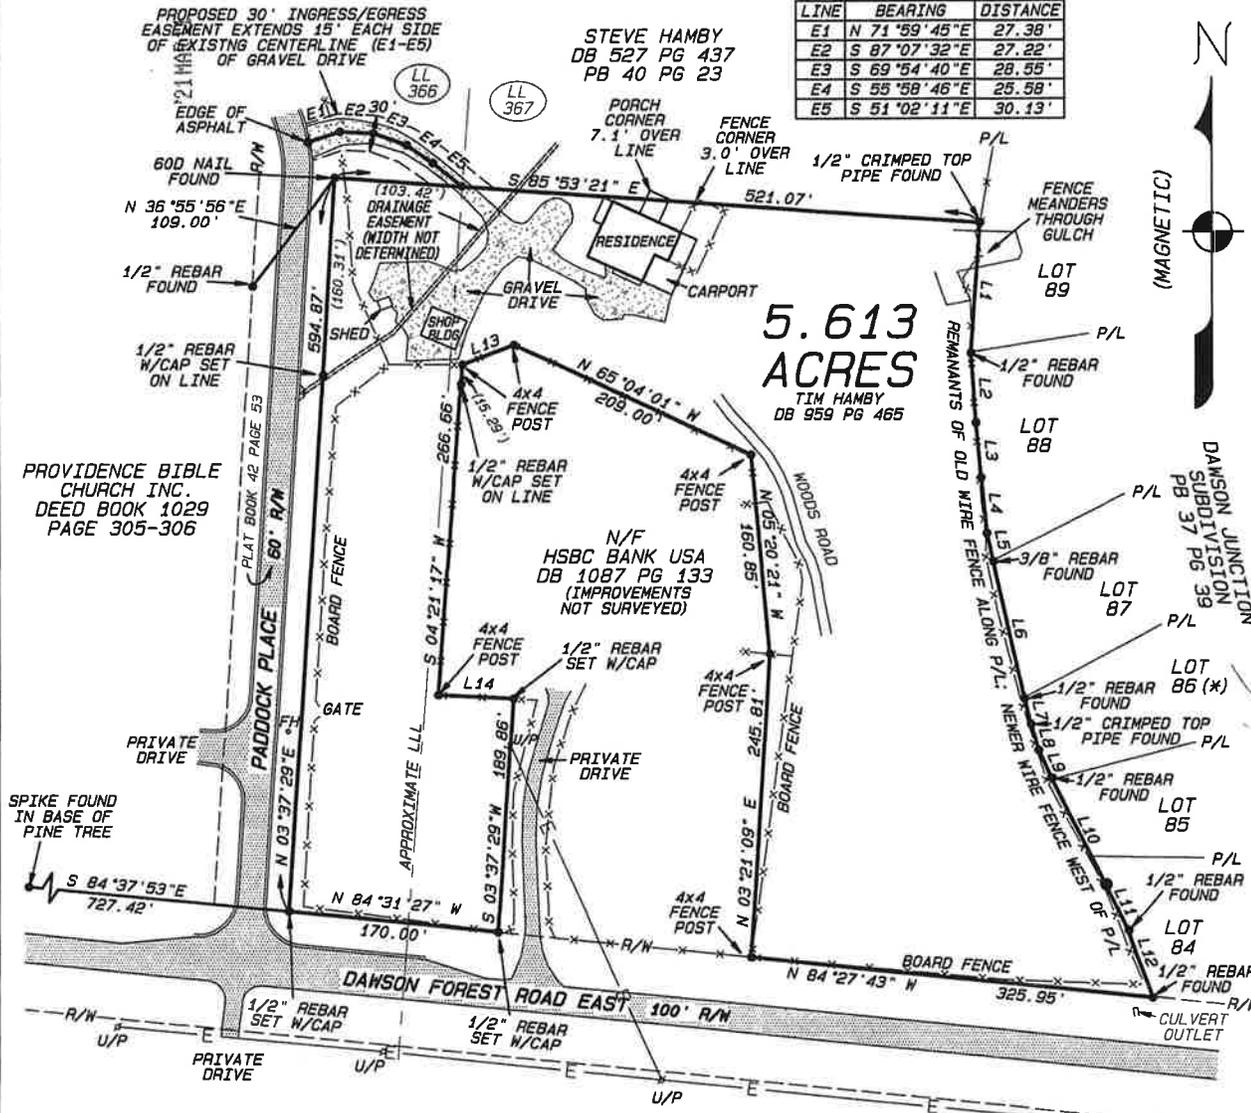 PROPOSED 30' INGRESS/EGRESS
EASEMENT EXTENDS 15' EACH SIDE
OF EXISTNG CENTERLINE (E1-E5)
OF GRAVEL DRIVE
STEVE HAMBY
DB 527 PG 437
PB 40 PG 23
LINE BEARING DISTANCE
E1 N 71°59'45"E 27.38'
E2 S 87°07'32"E 27.22'
E3 S 69°54'40"E 28.55'
E4 S 55°58'46"E 25.58'
E5 S 51°02'11"E 30.13'
N
(MAGNETIC)
'21 MA
LL
366
LL
367
EDGE OF
ASPHALT
E1
E2
30'
E3
E4
E5
R/W
PORCH
CORNER
7.1' OVER
LINE
FENCE
CORNER
3.0' OVER
LINE
P/L
1/2" CRIMPED TOP
PIPE FOUND
60D NAIL
FOUND
S 85°53'21" E
521.07'
(103.42')
DRAINAGE
EASEMENT
(WIDTH NOT
DETERMINED)
N 36°55'56"E
109.00'
1/2" REBAR
FOUND
594.87'
(160.31')
RESIDENCE
CARPORT
GRAVEL
DRIVE
SHED
SHOP
BLDG
FENCE
MEANDERS
THROUGH
GULCH
LOT
89
L1
P/L
5.613
ACRES
TIM HAMBY
DB 959 PG 465
1/2" REBAR
W/CAP SET
ON LINE
L13
4x4
FENCE
POST
(15.29')
N 65°04'01" W
209.00'
1/2" REBAR
FOUND
L2
LOT
88
REMANANTS OF OLD WIRE FENCE ALONG P/L; NEWER WIRE FENCE WEST OF P/L
PLAT BOOK 42 PAGE 53
60' R/W
PROVIDENCE BIBLE
CHURCH INC.
DEED BOOK 1029
PAGE 305-306
266.66'
S 04°21'17" W
1/2" REBAR
W/CAP SET
ON LINE
4x4
FENCE
POST
WOODS ROAD
N 05°20'21" W
160.85'
L3
L4
L5
P/L
DAWSON JUNCTION
SUBDIVISION
PB 37 PG 39
N/F
HSBC BANK USA
DB 1087 PG 133
(IMPROVEMENTS
NOT SURVEYED)
3/8" REBAR
FOUND
LOT
87
P/L
L6
BOARD FENCE
PADDOCK PLACE
4x4
FENCE
POST
1/2" REBAR
SET W/CAP
L14
4x4
FENCE
POST
LOT
86 (*)
1/2" REBAR
FOUND
L7
1/2" CRIMPED TOP
PIPE FOUND
L8
L9
P/L
GATE
FH
U/P
PRIVATE
DRIVE
PRIVATE
DRIVE
245.81'
N 03°21'09" E
BOARD FENCE
1/2" REBAR
FOUND
LOT
85
L10
P/L
SPIKE FOUND
IN BASE OF
PINE TREE
S 84°37'53"E
727.42'
N 03°37'29"E
APPROXIMATE LLL
189.86'
S 03°37'29"W
N 84°31'27" W
170.00'
4x4
FENCE
POST
R/W
1/2" REBAR
FOUND
L11
L12
LOT
84
BOARD FENCE
N 84°27'43" W
325.95'
1/2" REBAR
FOUND
R/W
CULVERT
OUTLET
DAWSON FOREST ROAD EAST 100' R/W
1/2" REBAR
SET W/CAP
1/2" REBAR
SET W/CAP
R/W
U/P
E
PRIVATE
DRIVE
E
U/P
E
U/P
E
E